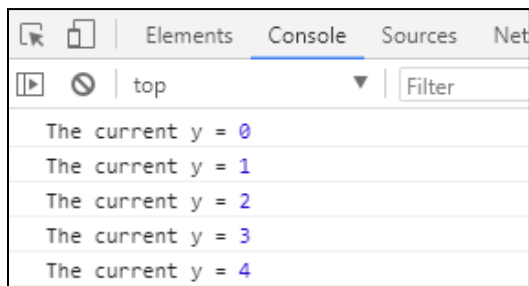 Elements Console Sources Net
top Filter
The current y = 0
The current y = 1
The current y = 2
The current y = 3
The current y = 4